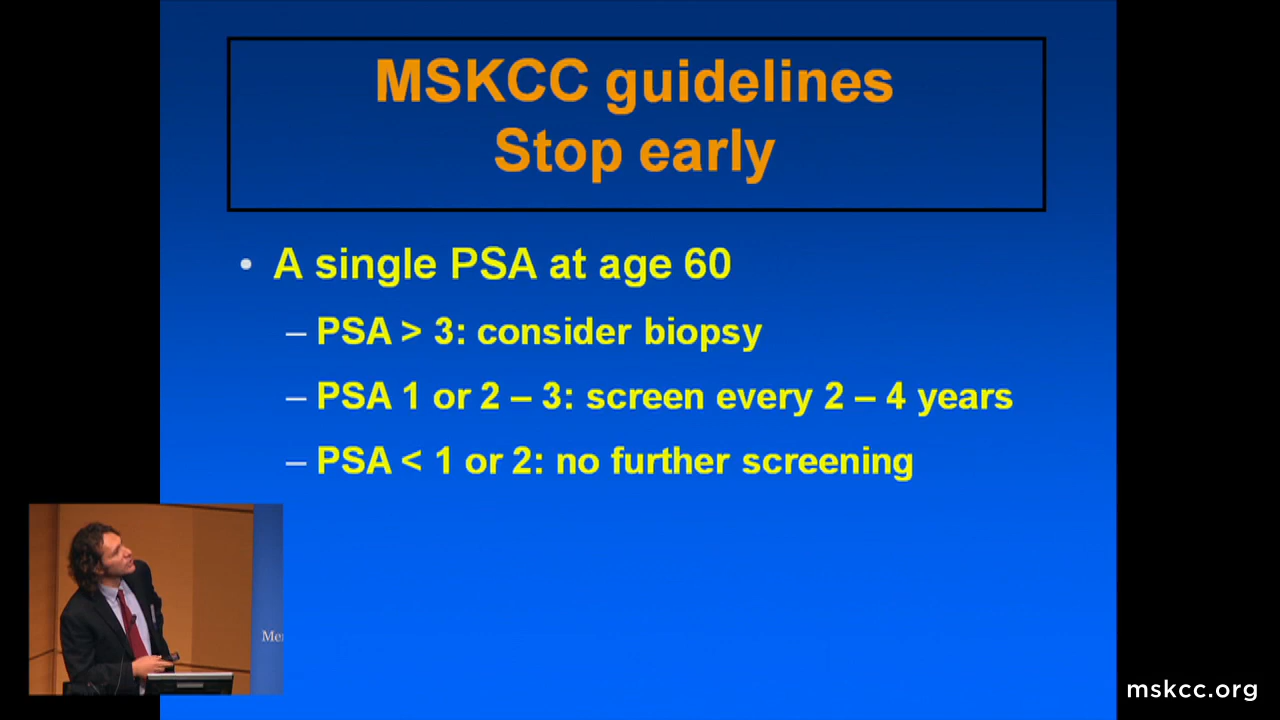 MSKCC guidelines
Stop early
• A single PSA at age 60
– PSA > 3: consider biopsy
– PSA 1 or 2 – 3: screen every 2 – 4 years
– PSA < 1 or 2: no further screening
mskcc.org